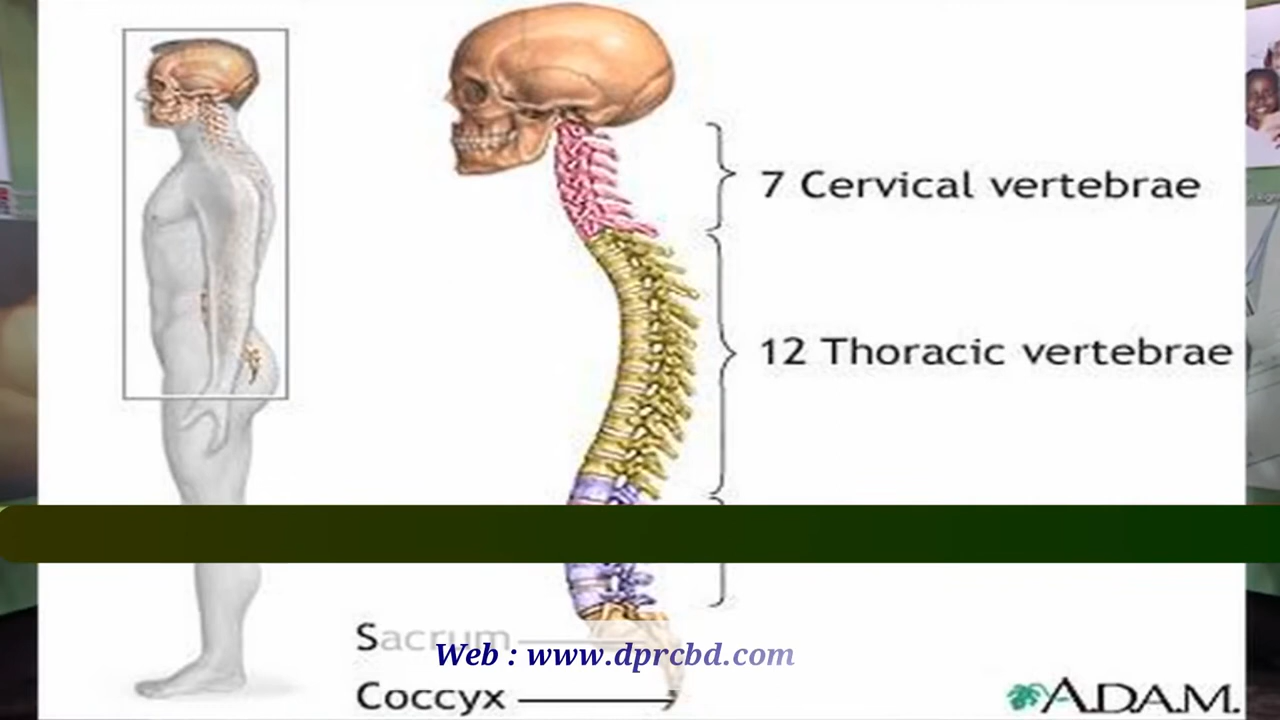 7 Cervical vertebrae
12 Thoracic vertebrae
Sacrum
Web : www.dprcbd.com
Coccyx
A.D.A.M.